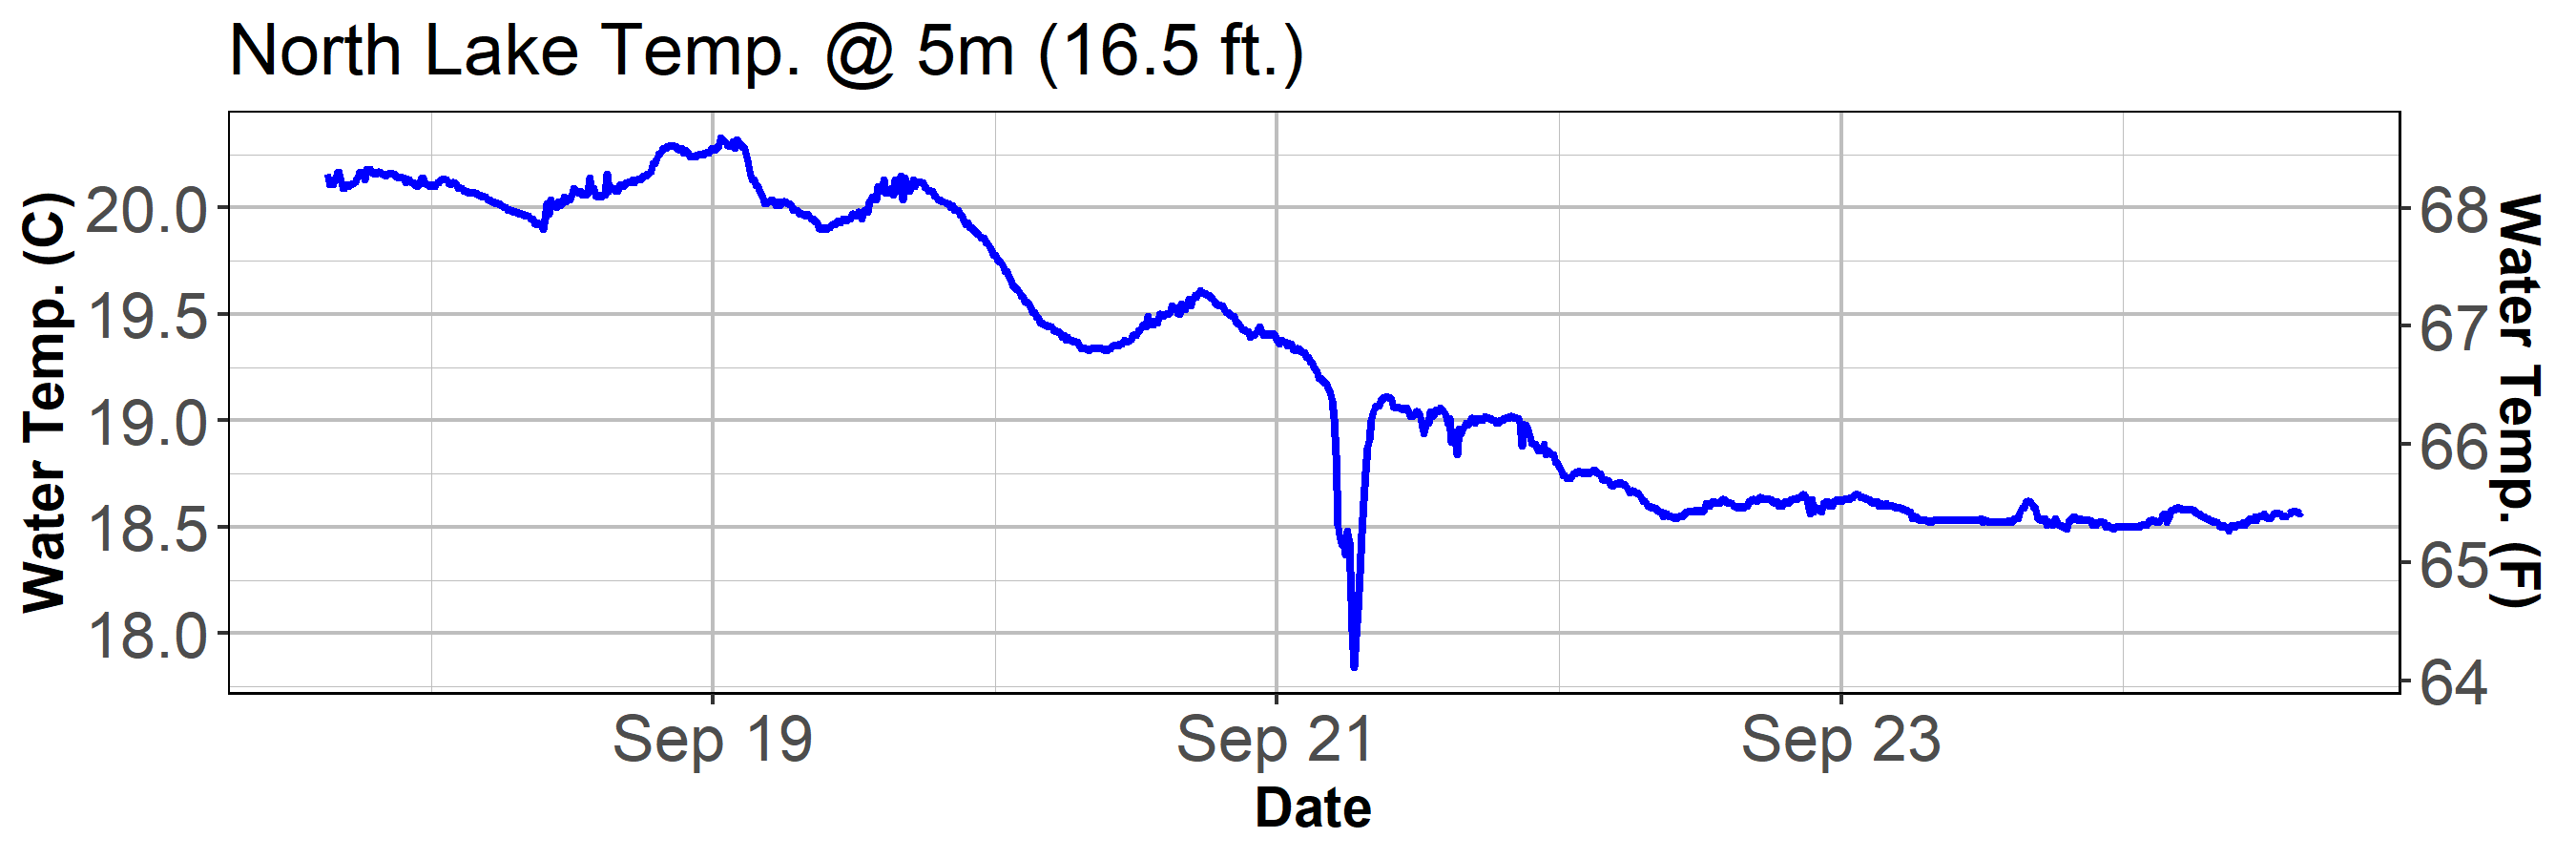 North Lake Temp. @ 5m (16.5 ft.)
Water Temp. (C)
20.0
19.5
19.0
18.5
18.0
68
67
66
65
64
Water Temp. (F)
Sep 19
Sep 21
Sep 23
Date